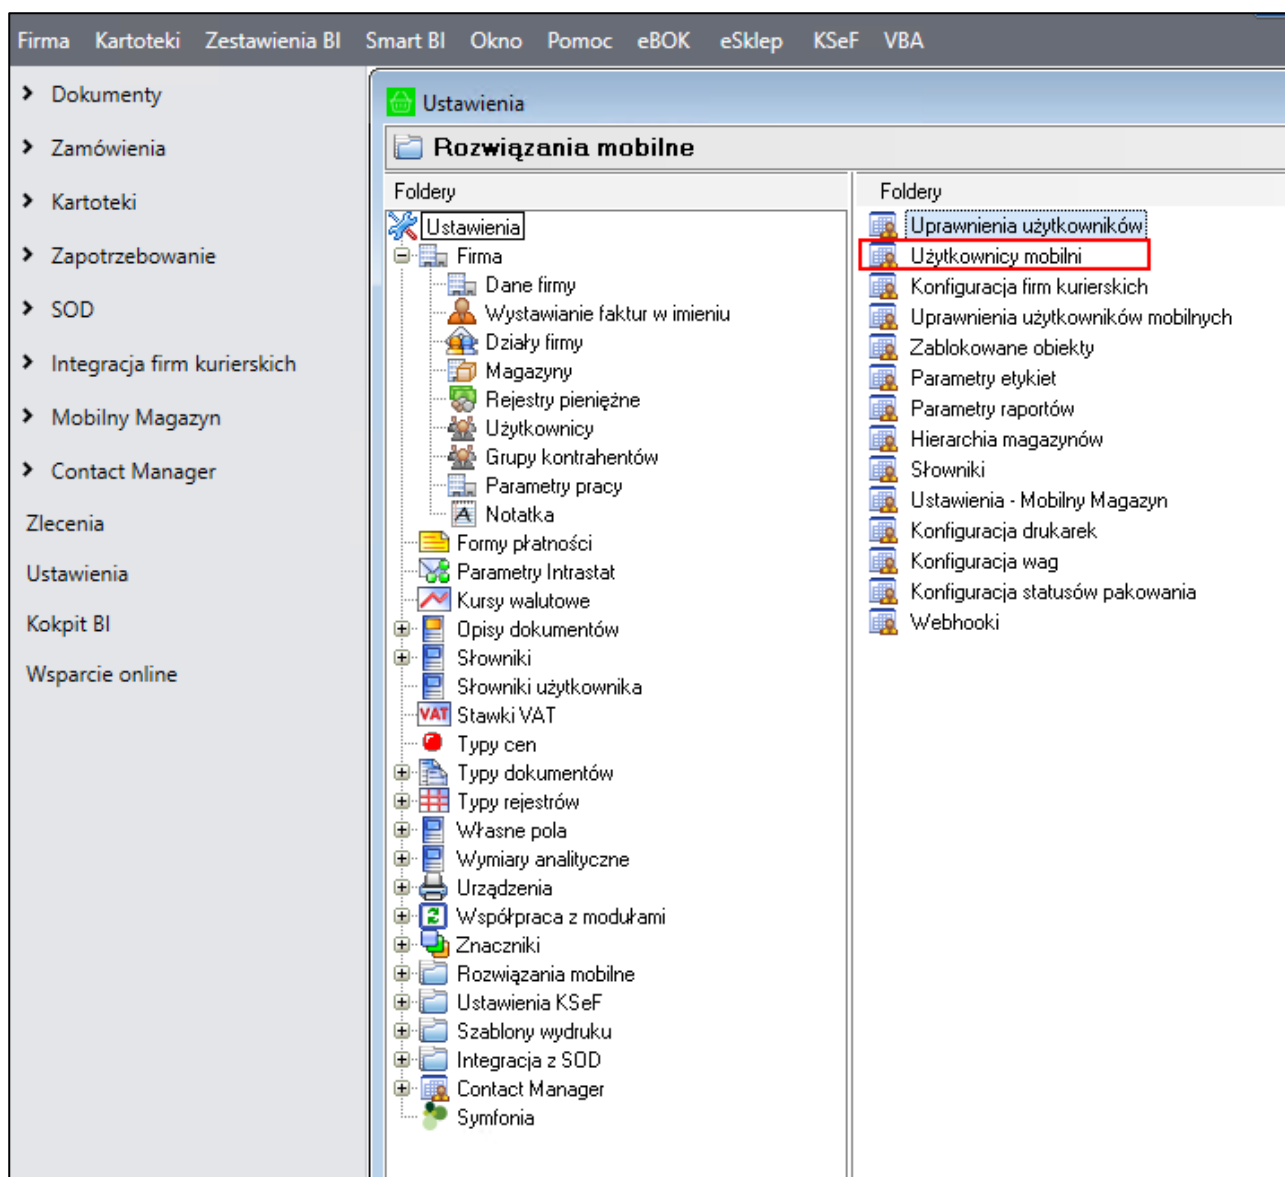 Firma Kartoteki Zestawienia BI Smart BI Okno Pomoc eBOK eSklep KSeF VBA
Dokumenty
Zamówienia
Kartoteki
Zapotrzebowanie
SOD
Integracja firm kurierskich
Mobilny Magazyn
Contact Manager
Zlecenia
Ustawienia
Kokpit BI
Wsparcie online
Ustawienia
Rozwiązania mobilne
Foldery
Ustawienia
Firma
Dane firmy
Wystawianie faktur w imieniu
Działy firmy
Magazyny
Rejestry pieniężne
Użytkownicy
Grupy kontrahentów
Parametry pracy
Notatka
Formy płatności
Parametry Intrastat
Kursy walutowe
Opisy dokumentów
Słowniki
Słowniki użytkownika
VAT Stawki VAT
Typy cen
Typy dokumentów
Typy rejestrów
Własne pola
Wymiary analityczne
Urządzenia
Współpraca z modułami
Znaczniki
Rozwiązania mobilne
Ustawienia KSeF
Szablony wydruku
Integracja z SOD
Contact Manager
Symfonia
Foldery
Uprawnienia użytkowników
Użytkownicy mobilni
Konfiguracja firm kurierskich
Uprawnienia użytkowników mobilnych
Zablokowane obiekty
Parametry etykiet
Parametry raportów
Hierarchia magazynów
Słowniki
Ustawienia - Mobilny Magazyn
Konfiguracja drukarek
Konfiguracja wag
Konfiguracja statusów pakowania
Webhooki